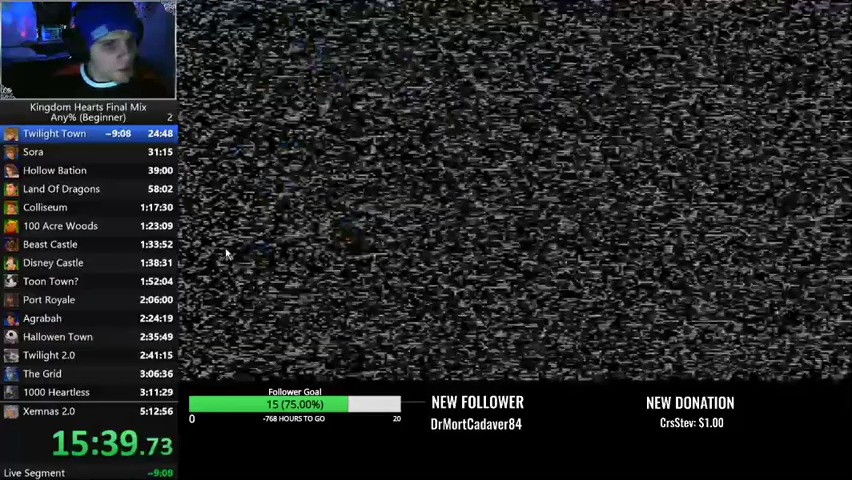 Kingdom Hearts Final Mix
Any% (Beginner) 2
Twilight Town -9:08 24:48
Sora 31:15
Hollow Bation 39:00
Land Of Dragons 58:02
Colliseum 1:17:30
100 Acre Woods 1:23:09
Beast Castle 1:33:52
Disney Castle 1:38:31
Toon Town? 1:52:04
Port Royale 2:06:00
Agrabah 2:24:19
Hallowen Town 2:35:49
Twilight 2.0 2:41:15
The Grid 3:06:36
1000 Heartless 3:11:29
Xemnas 2.0 5:12:56
15:39.73
Live Segment -9:08
Follower Goal
15 (75.00%)
0 -768 HOURS TO GO 20
NEW FOLLOWER
DrMortCadaver84
NEW DONATION
CrsStev: $1.00